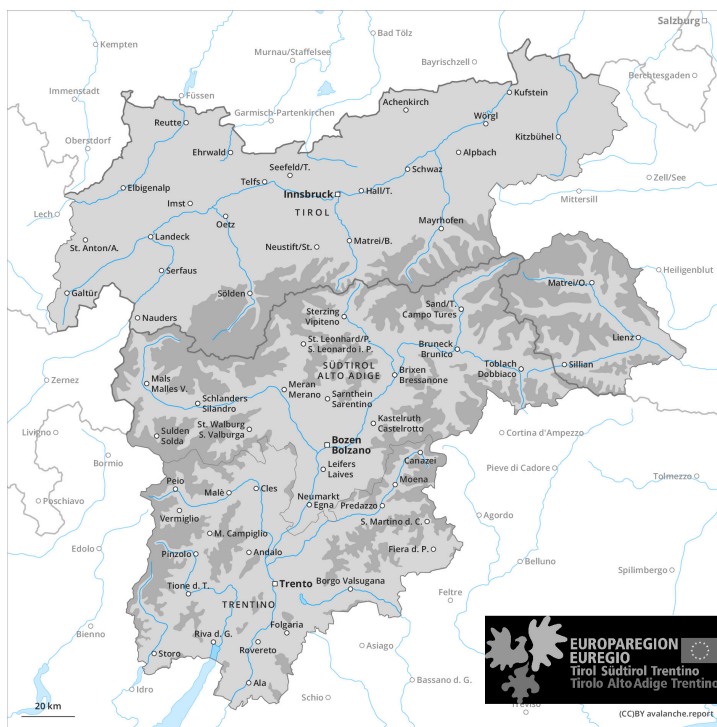 Salzburg
Kempten
Bad Tölz
Murnau/Staffelsee
Bayrischzell
Berchtesgaden
Immenstadt
Füssen
Kufstein
Achenkirch
Garmisch-Partenkirchen
Wörgl
Reutte
Oberstdorf
Kitzbühel
Ehrwald
Alpbach
Seefeld/T.
Schwaz
Telfs
Zell/See
Elbigenalp
Innsbruck
Hall/T.
Mittersill
Imst
TIROL
Lech
Oetz
Mayrhofen
Landeck
St. Anton/A.
Neustift/St.
Matrei/B.
Serfaus
Heiligenblut
Matrei/O.
Galtür
Sölden
Sand/T.
Campo Tures
Nauders
Sterzing
Vipiteno
Lienz
St. Leonhard/P.
S. Leonardo i. P.
Bruneck
Brunico
SÜDTIROL
ALTO ADIGE
Toblach
Dobbiaco
Sillian
Brixen
Bressanone
Zernez
Mals
Malles V.
Meran
Merano
Sarnthein
Sarentino
Schlanders
Silandro
St. Walburg
S. Valburga
Kastelruth
Castelrotto
Livigno
Sulden
Solda
Cortina d'Ampezzo
Bozen
Bolzano
Bormio
Canazei
Pieve di Cadore
Leifers
Laives
Tolmezzo
Peio
Moena
Malè
Cles
Neumarkt
Egna
Predazzo
Poschiavo
Vermiglio
Agordo
S. Martino d. C.
M. Campiglio
Edolo
Pinzolo
Andalo
Fiera d. P.
Belluno
Spilimbergo
Trento
Borgo Valsugana
Tione d. T.
Feltre
TRENTINO
Folgaria
Bienno
Riva d. G.
Rovereto
Asiago
Storo
EUROPAREGION
EUREGIO
Tirol Südtirol Trentino
Tirolo Alto Adige Trentino
Ala
Bassano d. G.
Idro
Schio
Treviso
20 km
(CC)BY avalanche.report